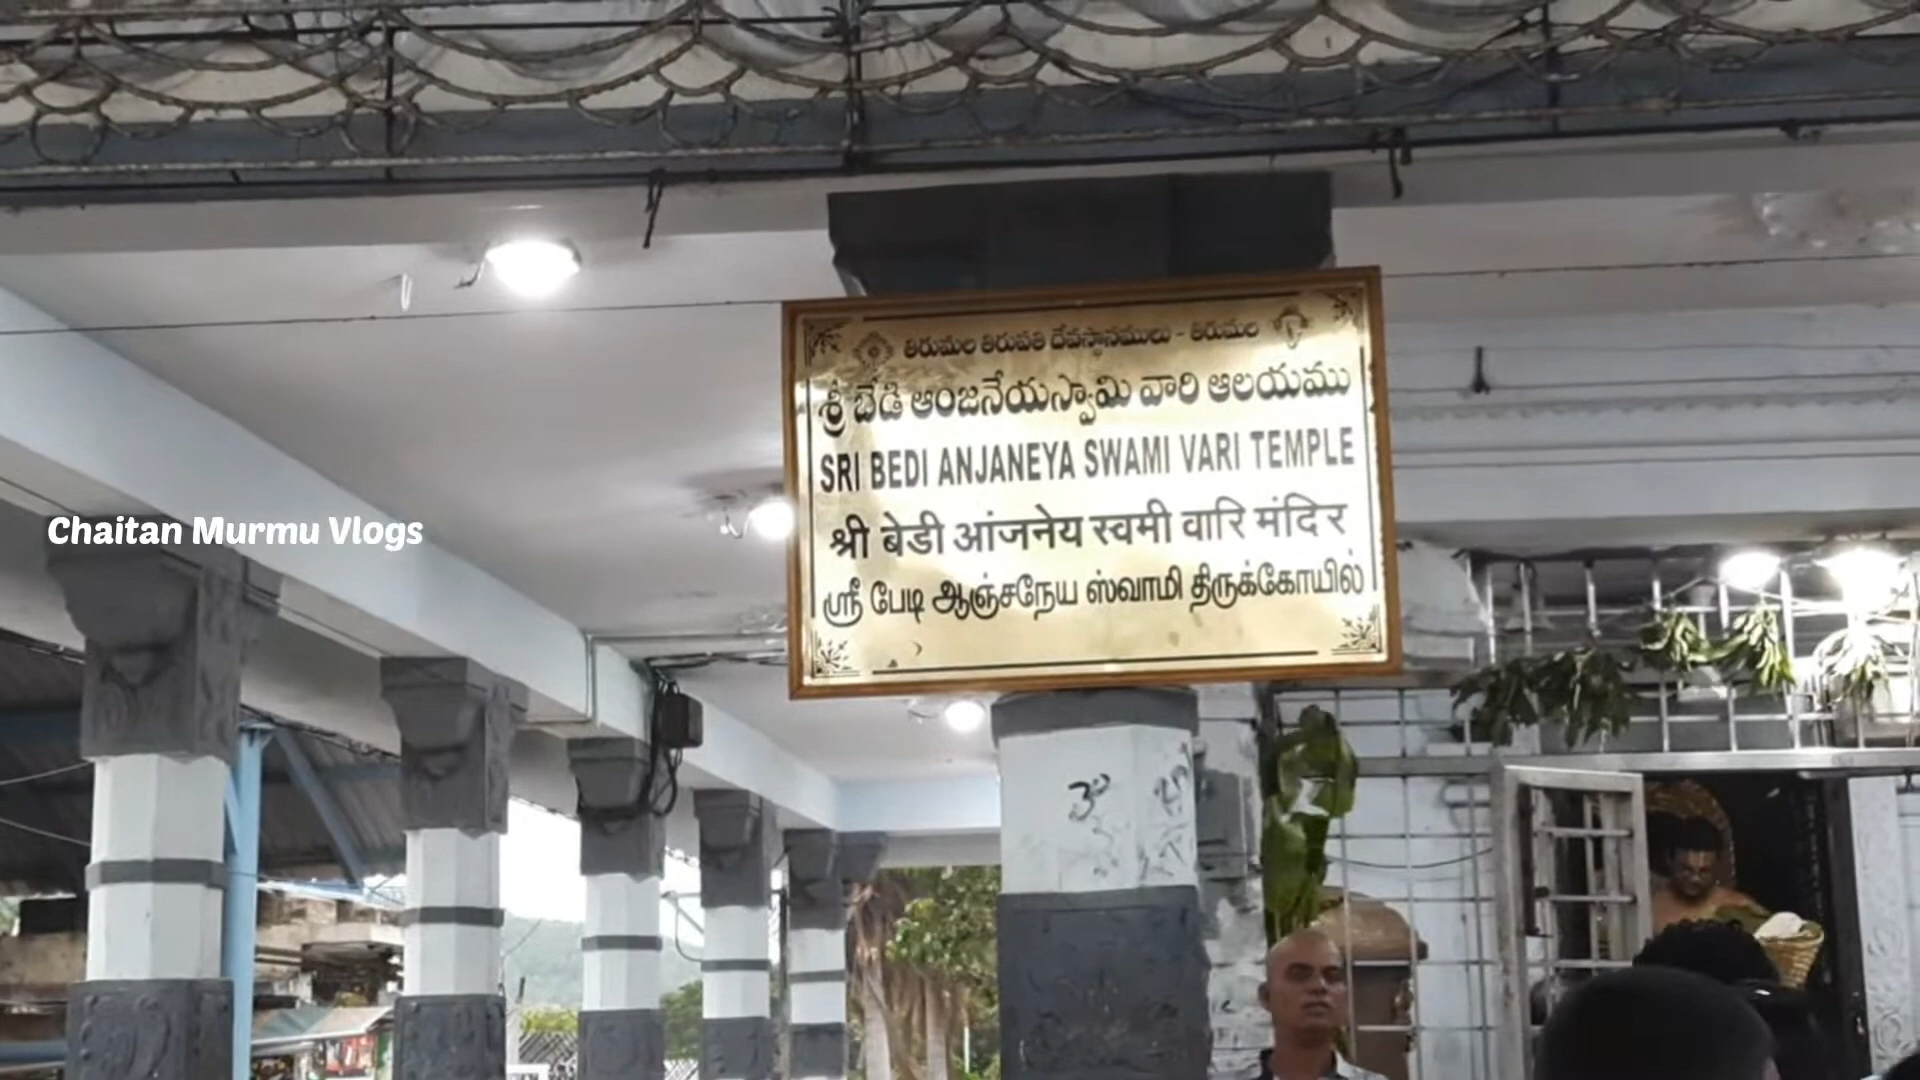 తిరుమల తిరుపతి దేవస్థానములు - తిరుమల
శ్రీ బేడి ఆంజనేయస్వామి వారి ఆలయము
SRI BEDI ANJANEYA SWAMI VARI TEMPLE
श्री बेडी आंजनेय स्वमी वारि मंदिर
ஸ்ரீ பேடி ஆஞ்சநேய ஸ்வாமி திருக்கோயில்
Chaitan Murmu Vlogs